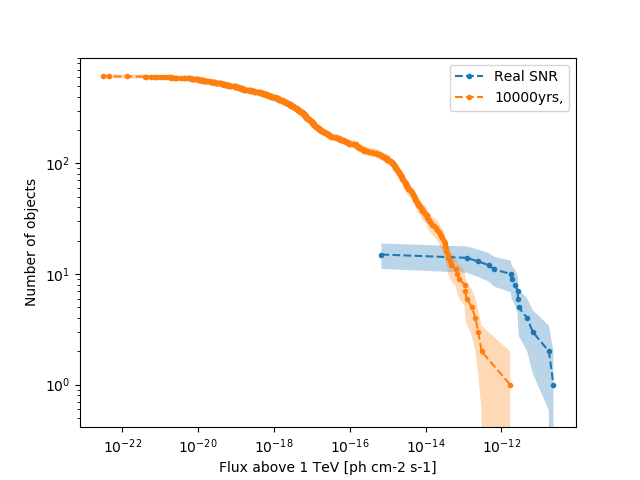 Real SNR
10000yrs,
10²
10¹
10⁰
Number of objects
10⁻²²
10⁻²⁰
10⁻¹⁸
10⁻¹⁶
10⁻¹⁴
10⁻¹²
Flux above 1 TeV [ph cm-2 s-1]